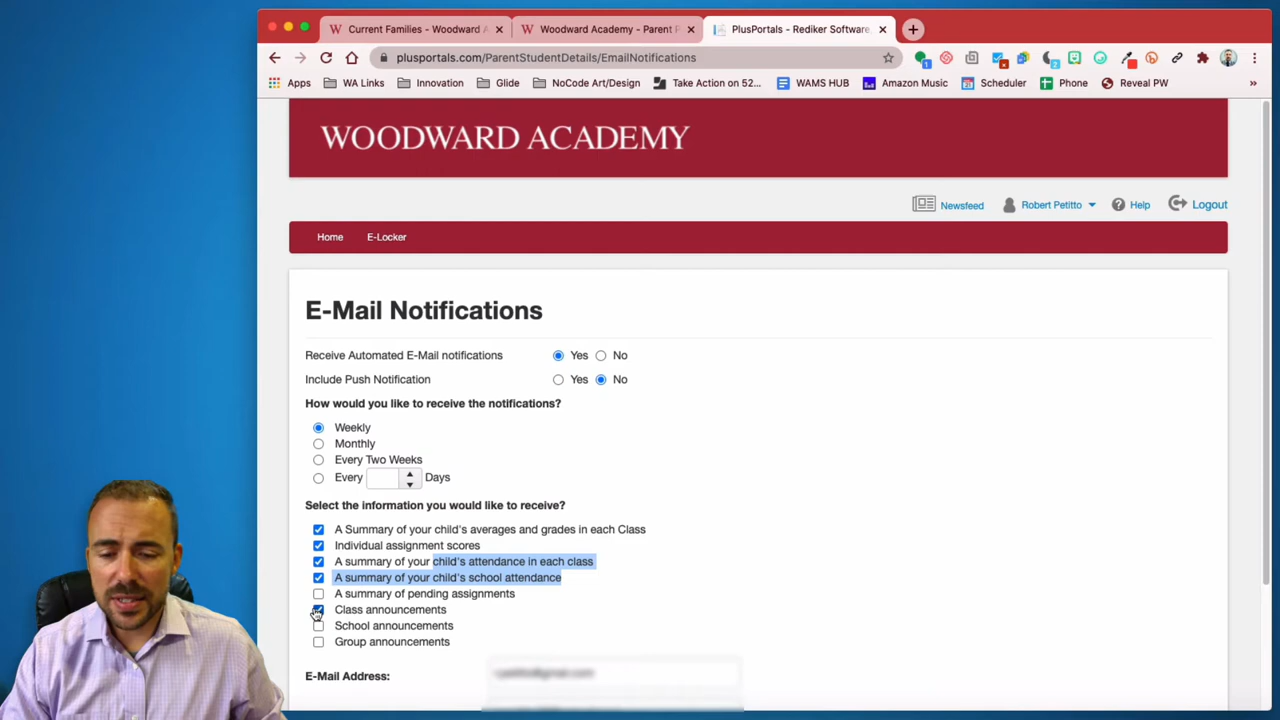 Current Families - Woodward A
Woodward Academy - Parent P
PlusPortals - Rediker Software,
plusportals.com/ParentStudentDetails/EmailNotifications
1
2
Apps
WA Links
Innovation
Glide
NoCode Art/Design
Take Action on 52...
WAMS HUB
Amazon Music
Scheduler
Phone
Reveal PW
»
WOODWARD ACADEMY
Newsfeed
Robert Petitto
Help
Logout
Home
E-Locker
E-Mail Notifications
Receive Automated E-Mail notifications Yes No
Include Push Notification Yes No
How would you like to receive the notifications?
Weekly
Monthly
Every Two Weeks
Every Days
Select the information you would like to receive?
A Summary of your child's averages and grades in each Class
Individual assignment scores
A summary of your child's attendance in each class
A summary of your child's school attendance
A summary of pending assignments
Class announcements
School announcements
Group announcements
E-Mail Address: